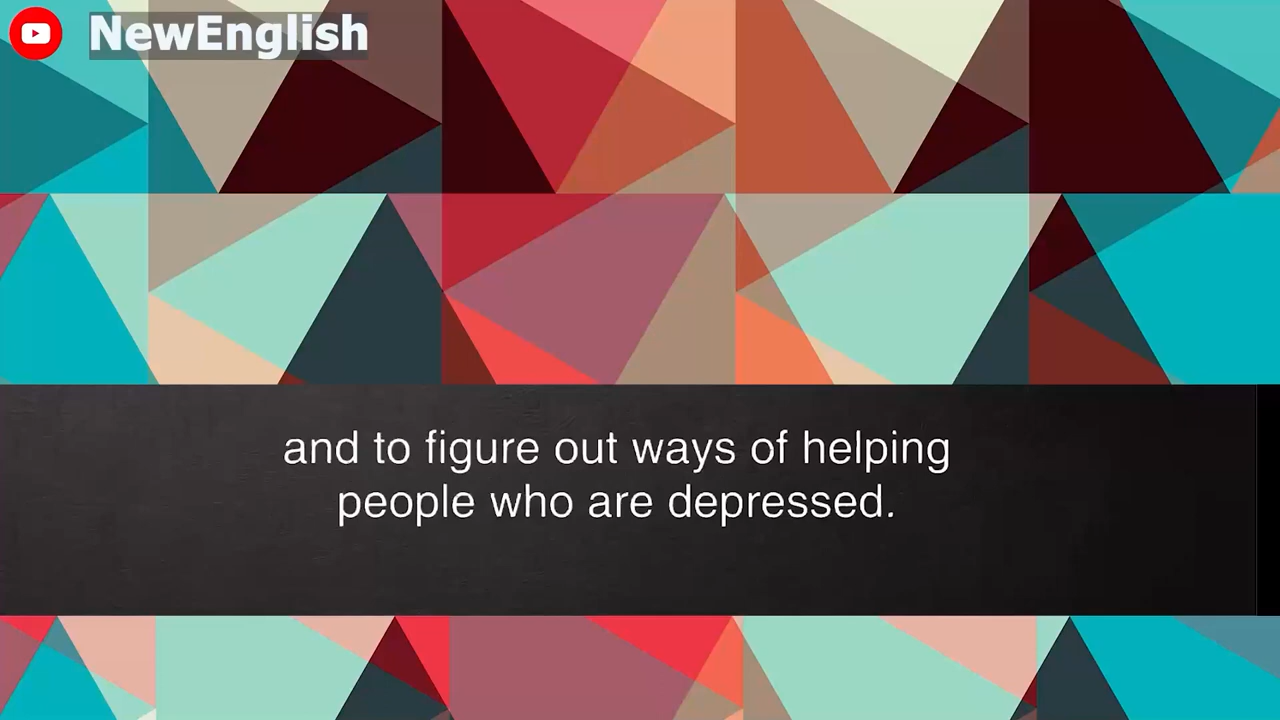 NewEnglish
and to figure out ways of helping
people who are depressed.